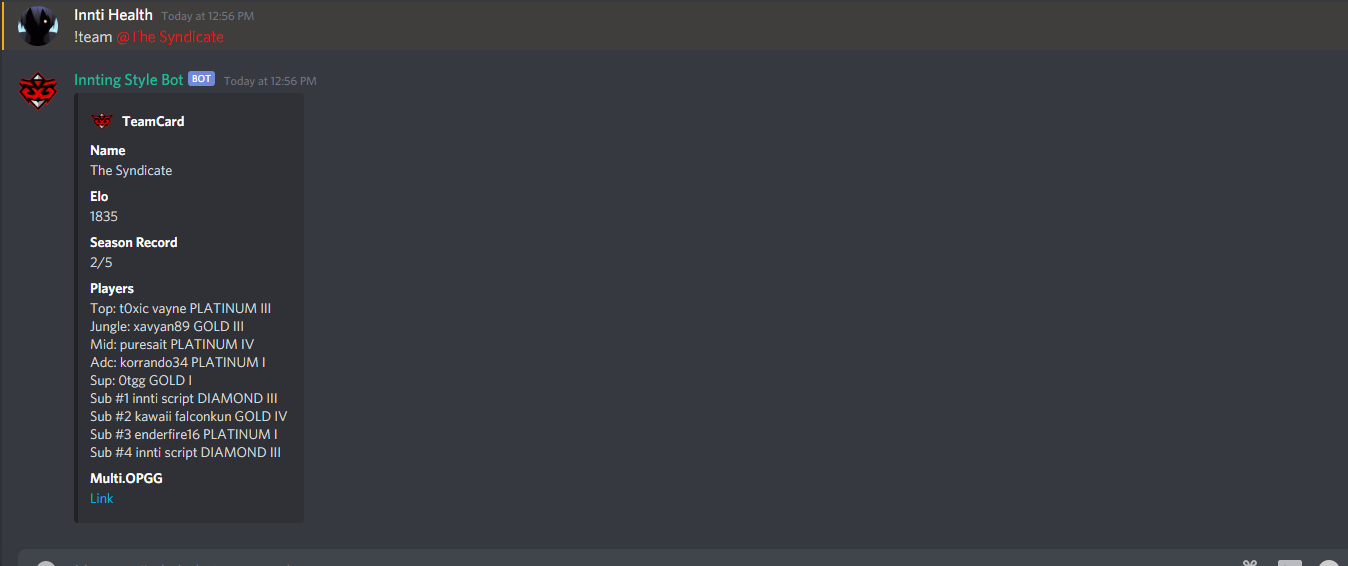 Innti Health Today at 12:56 PM
!team @The Syndicate
Innting Style Bot BOT Today at 12:56 PM
TeamCard
Name
The Syndicate
Elo
1835
Season Record
2/5
Players
Top: t0xic vayne PLATINUM III
Jungle: xavyan89 GOLD III
Mid: puresait PLATINUM IV
Adc: korrando34 PLATINUM I
Sup: 0tgg GOLD I
Sub #1 innti script DIAMOND III
Sub #2 kawaii falconkun GOLD IV
Sub #3 enderfire16 PLATINUM I
Sub #4 innti script DIAMOND III
Multi.OPGG
Link